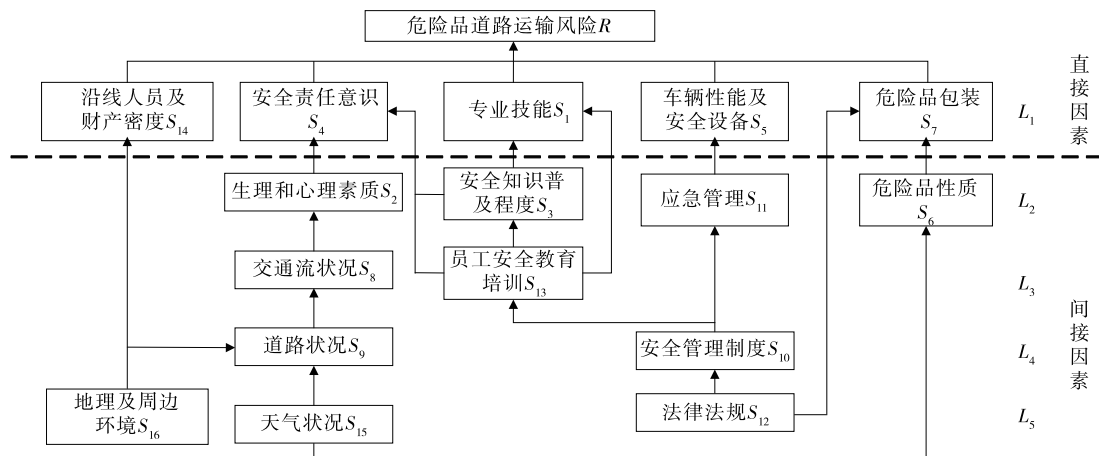 危险品道路运输风险R
沿线人员及
财产密度S14
安全责任意识
S4
专业技能S1
车辆性能及
安全设备S5
危险品包装
S7
L1
直接因素
生理和心理素质S2
安全知识普
及程度S3
应急管理S11
危险品性质
S6
L2
交通流状况S8
员工安全教育
培训S13
L3
道路状况S9
安全管理制度S10
L4
间接因素
地理及周边
环境S16
天气状况S15
法律法规S12
L5